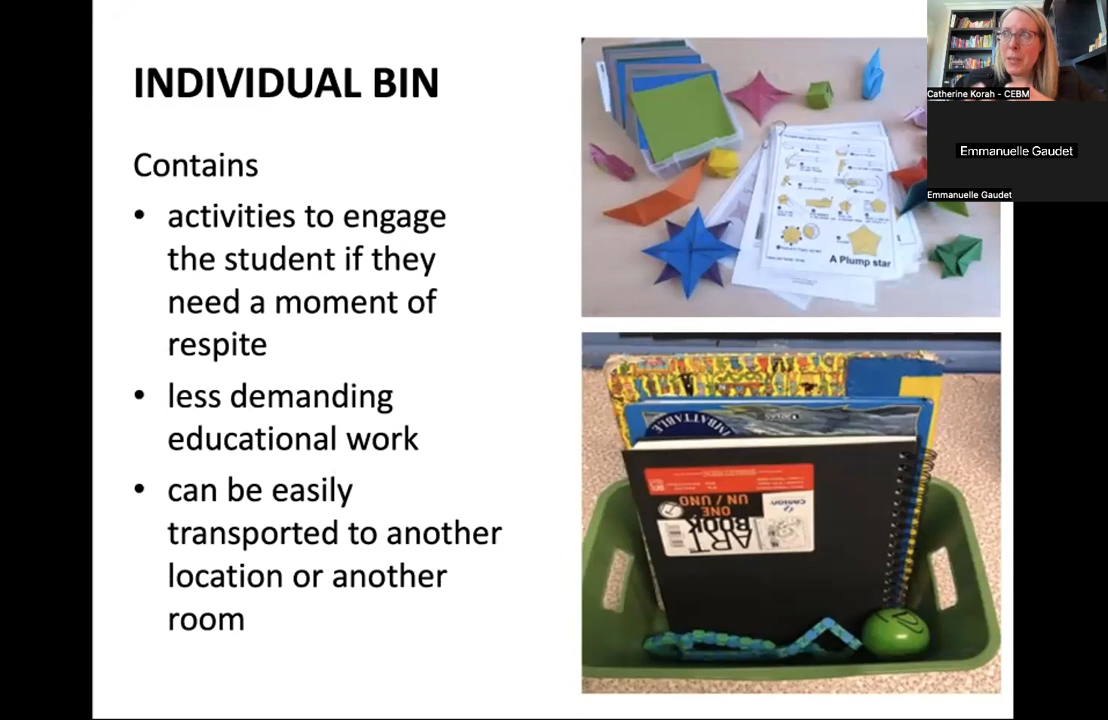 INDIVIDUAL BIN
Contains
• activities to engage
the student if they
need a moment of
respite
• less demanding
educational work
• can be easily
transported to another
location or another
room
A Plump star
IMBATTABLE
UN / UNO
ONE
ART
BOOK
CANSON
Catherine Korah - CEBM
Emmanuelle Gaudet
Emmanuelle Gaudet